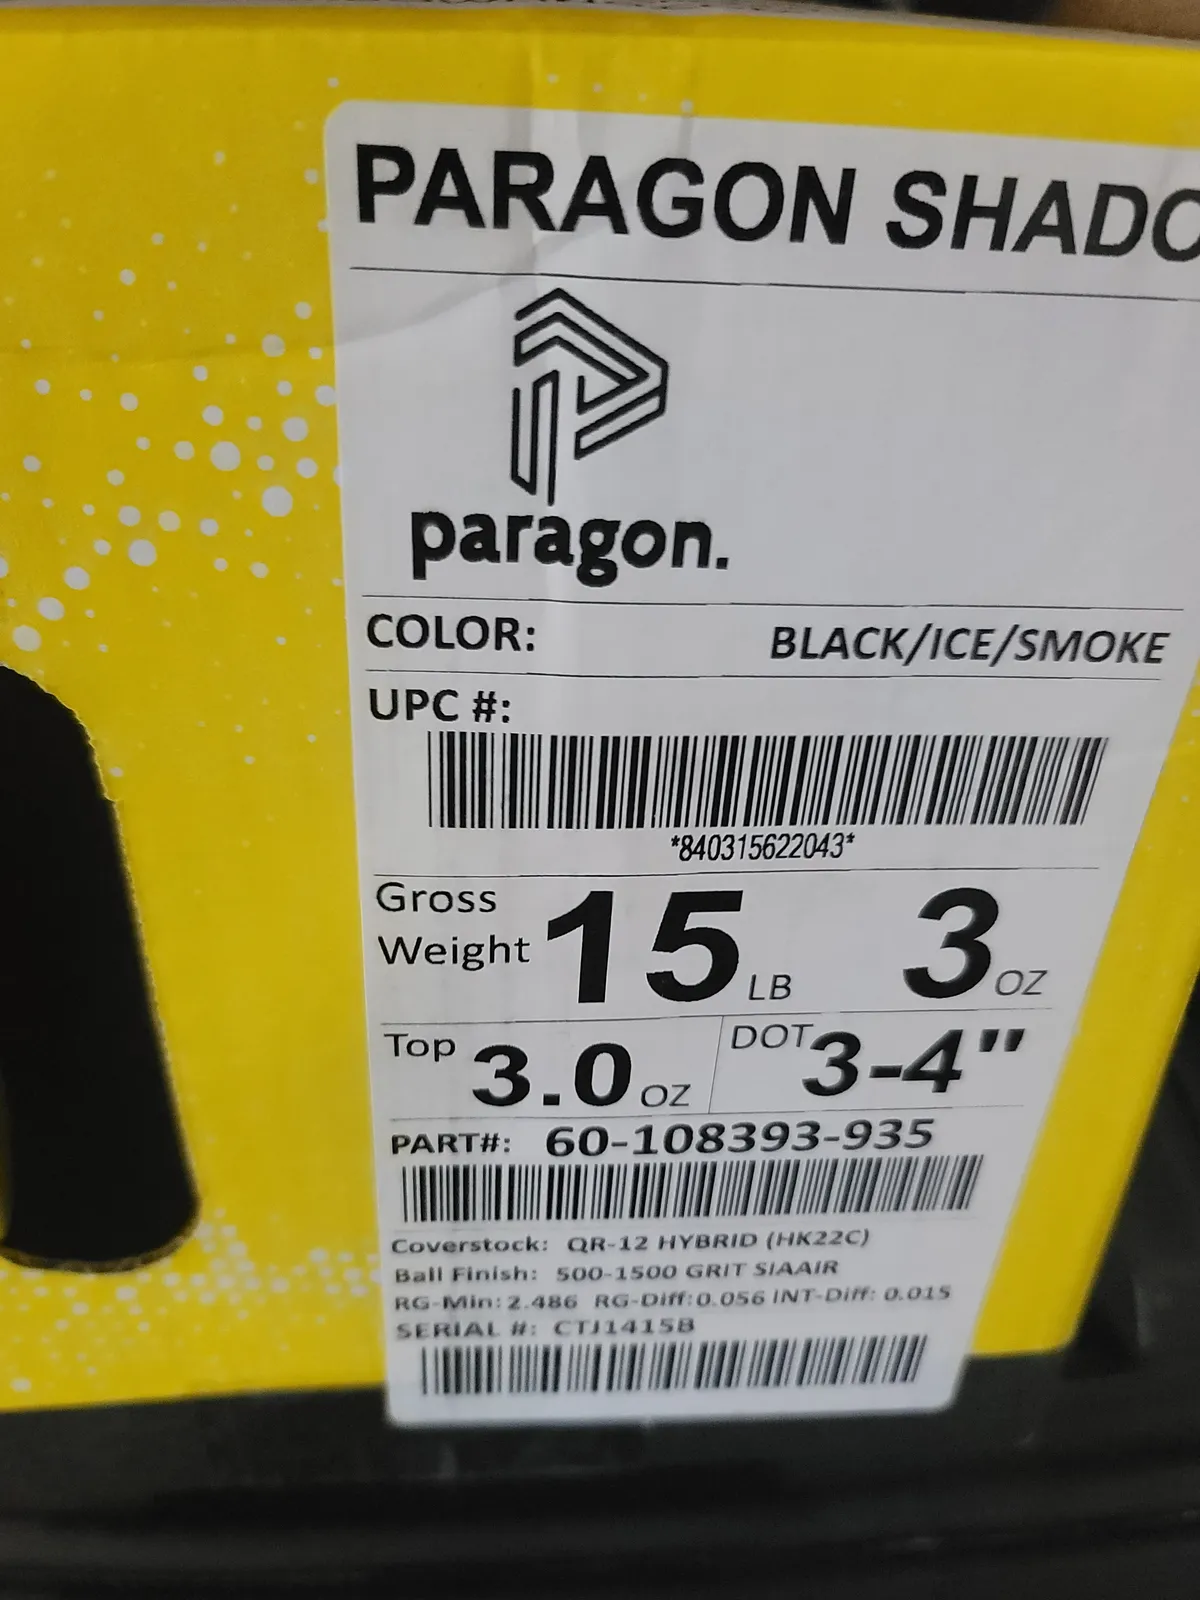 PARAGON SHADO
paragon.
COLOR: BLACK/ICE/SMOKE
UPC #:
*840315622043*
Gross Weight 15 LB 3 OZ
Top 3.0 OZ DOT 3-4"
PART#: 60-108393-935
Coverstock: QR-12 HYBRID (HK22C)
Ball Finish: 500-1500 GRIT SIAAIR
RG-Min: 2.486 RG-Diff: 0.056 INT-Diff: 0.015
SERIAL #: CTJ1415B